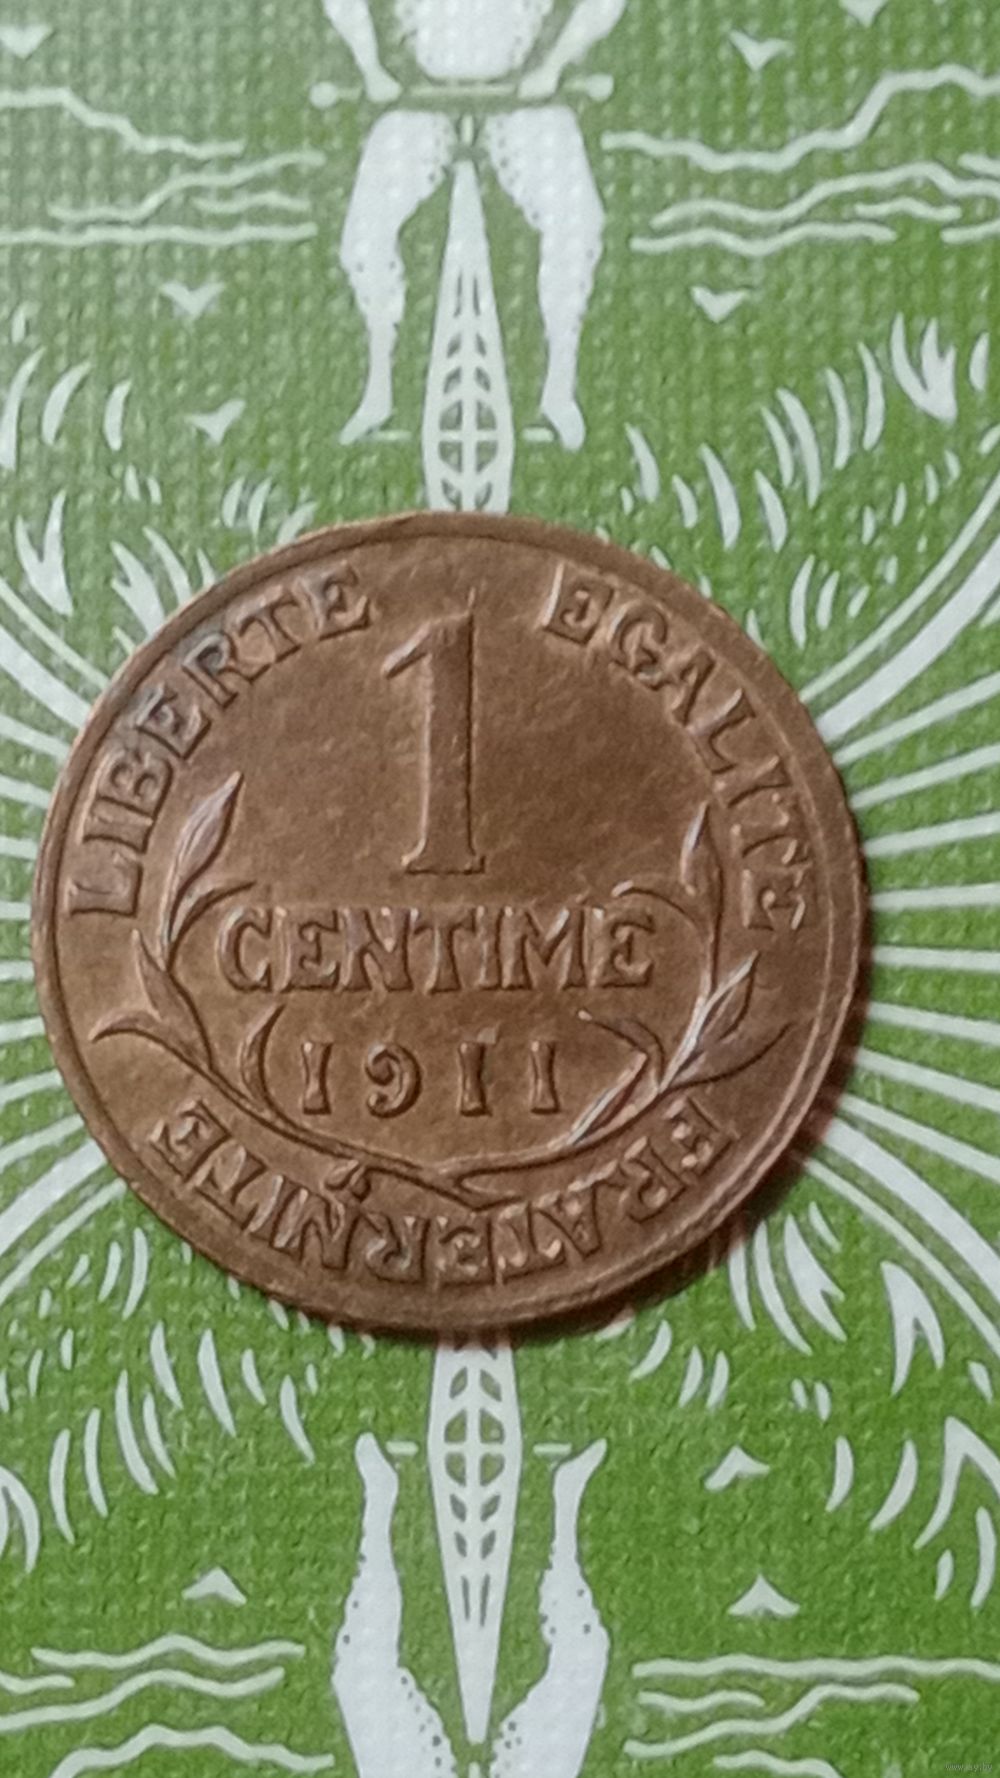 LIBERTE EGALITE
1
CENTIME
1911
FRATERNITE